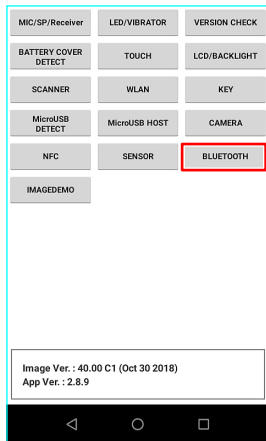 MIC/SP/Receiver
LED/VIBRATOR
VERSION CHECK
BATTERY COVER
DETECT
TOUCH
LCD/BACKLIGHT
SCANNER
WLAN
KEY
MicroUSB
DETECT
MicroUSB HOST
CAMERA
NFC
SENSOR
BLUETOOTH
IMAGEDEMO
Image Ver. : 40.00 C1 (Oct 30 2018)
App Ver. : 2.8.9